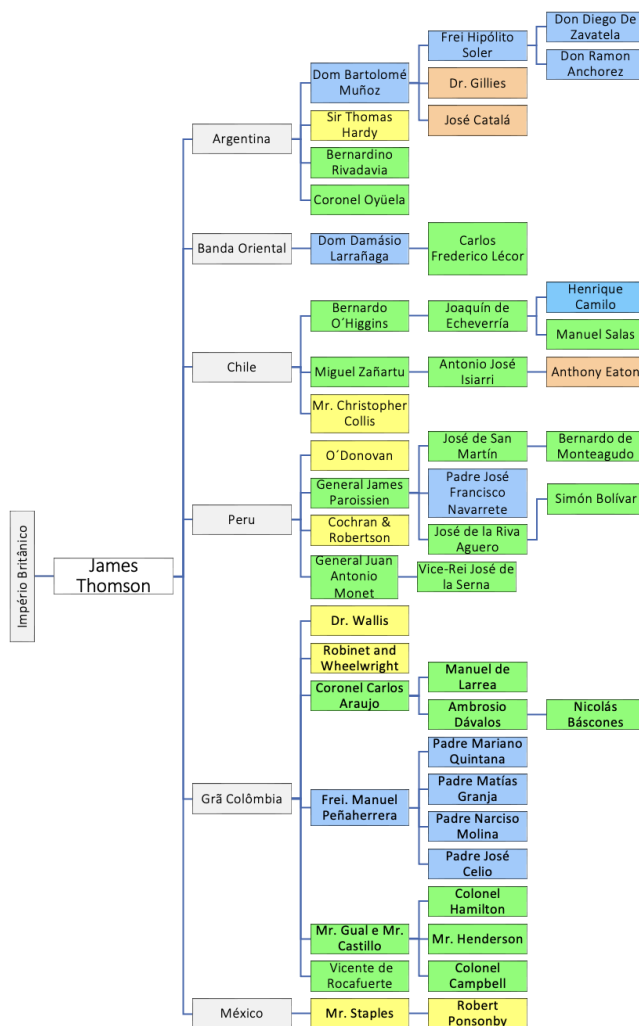 Império Britânico
James
Thomson
Argentina
Dom Bartolomé
Muñoz
Frei Hipólito
Soler
Don Diego De
Zavatela
Don Ramon
Anchorez
Dr. Gillies
José Catalá
Sir Thomas
Hardy
Bernardino
Rivadavia
Coronel Oyüela
Banda Oriental
Dom Damásio
Larrañaga
Carlos
Frederico Lécor
Chile
Bernardo
O´Higgins
Joaquín de
Echeverría
Henrique
Camilo
Manuel Salas
Miguel Zañartu
Antonio José
Isiarri
Anthony Eaton
Mr. Christopher
Collis
Peru
O´Donovan
General James
Paroissien
José de San
Martín
Bernardo de
Monteagudo
Padre José
Francisco
Navarrete
José de la Riva
Aguero
Simón Bolívar
Cochran &
Robertson
General Juan
Antonio
Monet
Vice-Rei José de
la Serna
Grã Colômbia
Dr. Wallis
Robinet and
Wheelwright
Coronel Carlos
Araujo
Manuel de
Larrea
Ambrosio
Dávalos
Nicolás
Báscones
Frei. Manuel
Peñaherrera
Padre Mariano
Quintana
Padre Matías
Granja
Padre Narciso
Molina
Padre José
Celio
Mr. Gual e Mr.
Castillo
Colonel
Hamilton
Mr. Henderson
Colonel
Campbell
Vicente de
Rocafuerte
México
Mr. Staples
Robert
Ponsonby